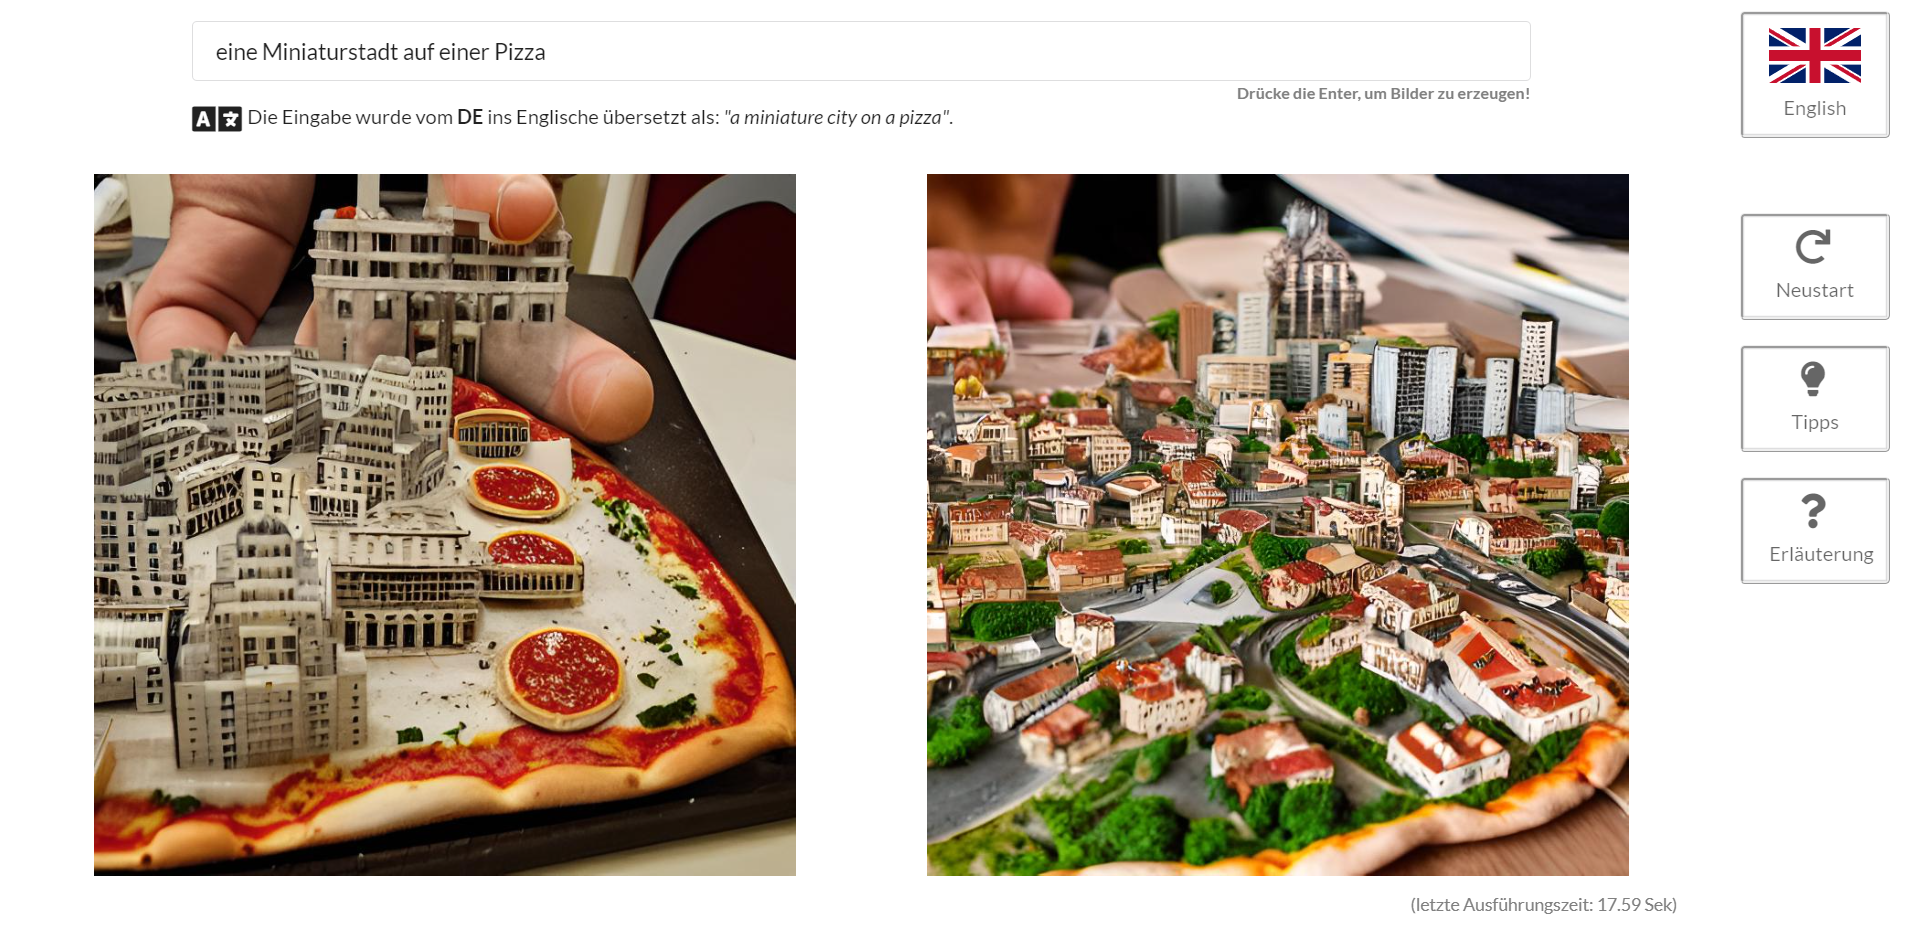 eine Miniaturstadt auf einer Pizza
Drücke die Enter, um Bilder zu erzeugen!
Die Eingabe wurde vom DE ins Englische übersetzt als: "a miniature city on a pizza".
English
Neustart
Tipps
Erläuterung
(letzte Ausführungszeit: 17.59 Sek)